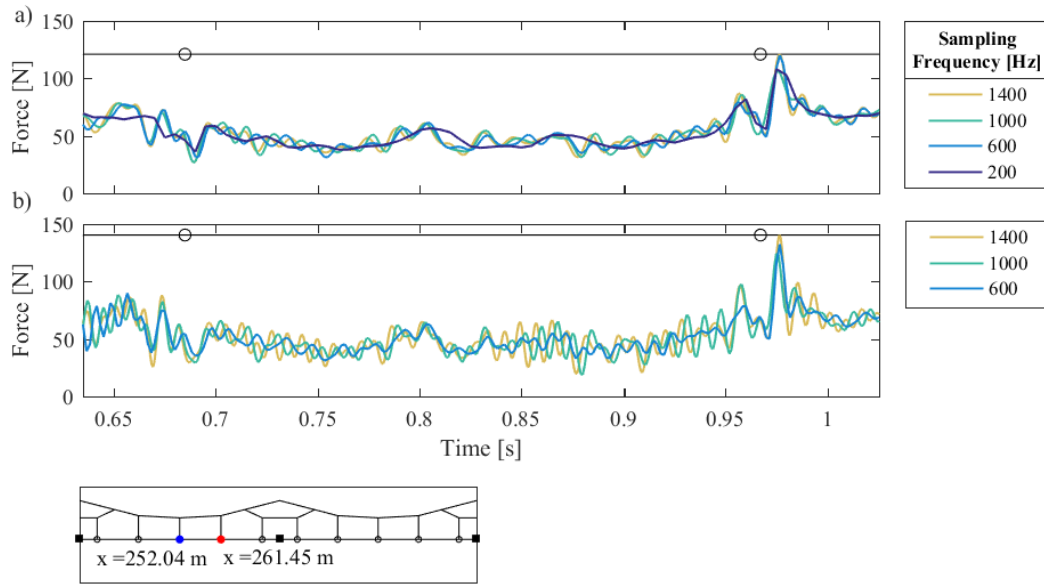 a)
150
100
50
0
Force [N]
Sampling
Frequency [Hz]
1400
1000
600
200
b)
150
100
50
0
Force [N]
1400
1000
600
0.65 0.7 0.75 0.8 0.85 0.9 0.95 1
Time [s]
x =252.04 m x =261.45 m